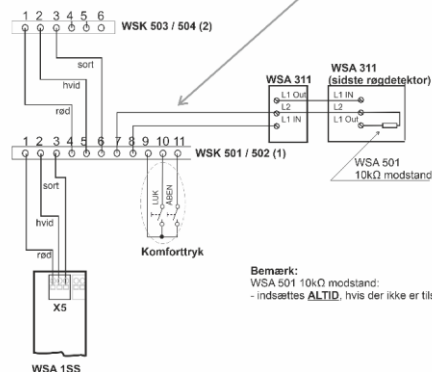 1 2 3 4 5 6
WSK 503 / 504 (2)
sort
hvid
rød
WSA 311
L1 Out
L2
L1 IN
WSA 311
(sidste røgdetektor)
L1 IN
L2
L1 Out
WSA 501
10kΩ modstand
1 2 3 4 5 6 7 8 9 10 11
WSK 501 / 502 (1)
sort
hvid
rød
LUK
ÅBEN
Komforttryk
X5
WSA 1SS
Bemærk:
WSA 501 10kΩ modstand:
- indsættes ALTID, hvis der ikke er